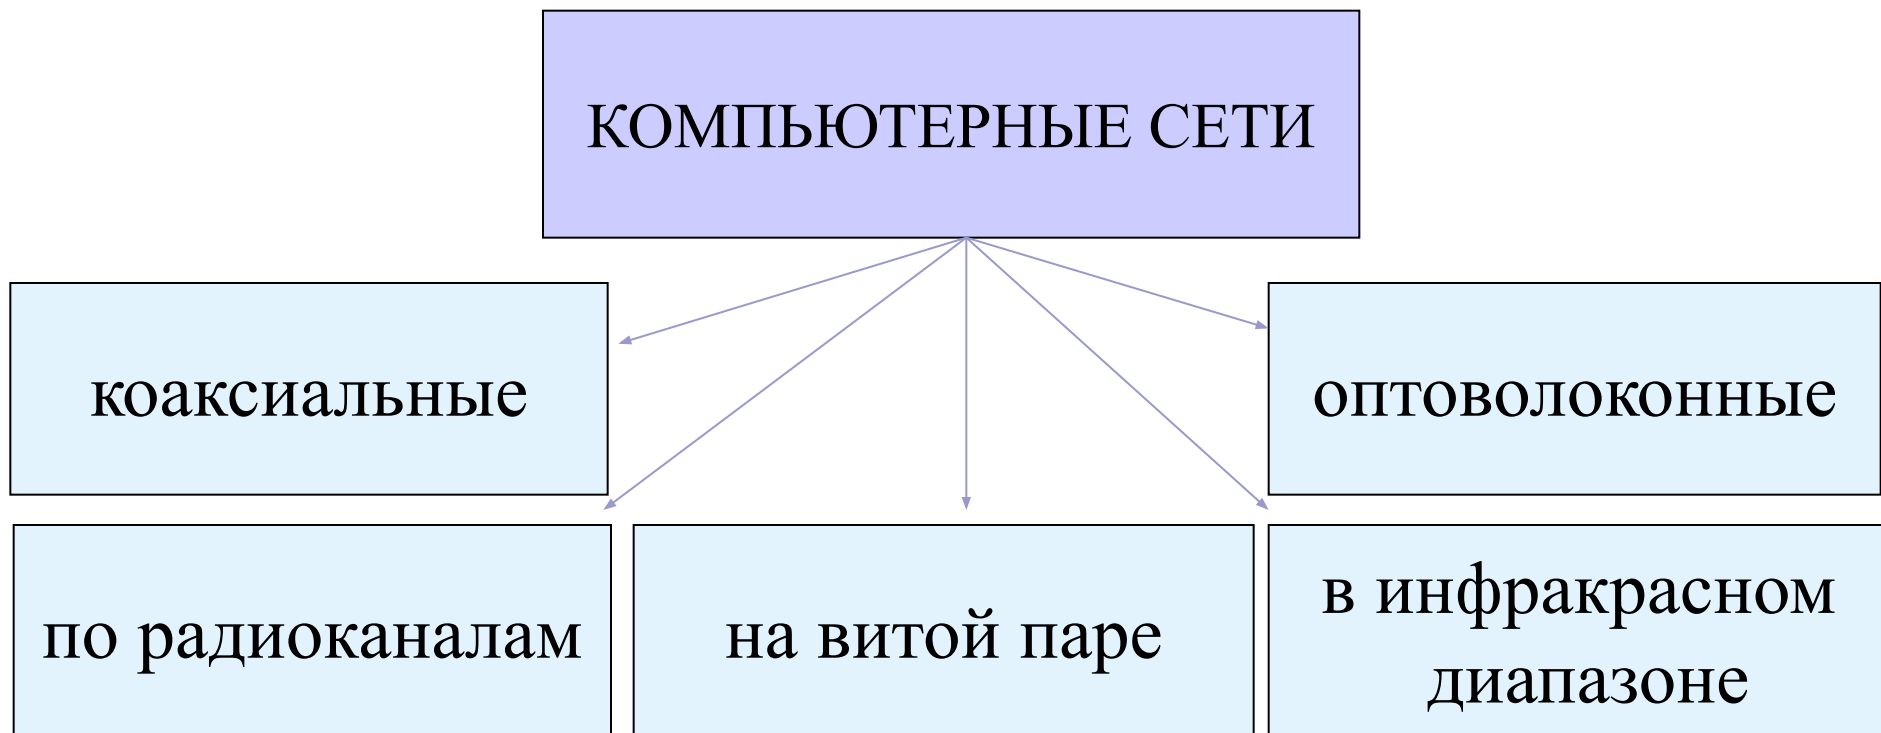 КОМПЬЮТЕРНЫЕ СЕТИ
коаксиальные
оптоволоконные
по радиоканалам
на витой паре
в инфракрасном
диапазоне